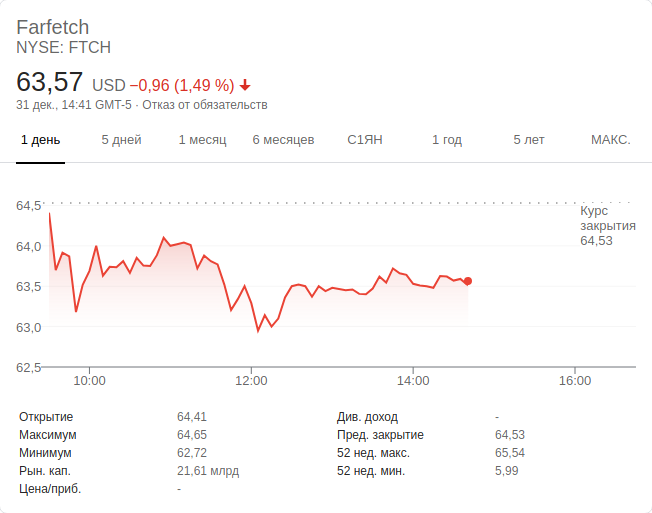 Farfetch
NYSE: FTCH
63,57 USD −0,96 (1,49 %)
31 дек., 14:41 GMT-5 · Отказ от обязательств
1 день 5 дней 1 месяц 6 месяцев С1ЯН 1 год 5 лет МАКС.
64,5
Курс
закрытия
64,53
64,0
63,5
63,0
62,5
10:00 12:00 14:00 16:00
Открытие 64,41 Див. доход -
Максимум 64,65 Пред. закрытие 64,53
Минимум 62,72 52 нед. макс. 65,54
Рын. кап. 21,61 млрд 52 нед. мин. 5,99
Цена/приб. -